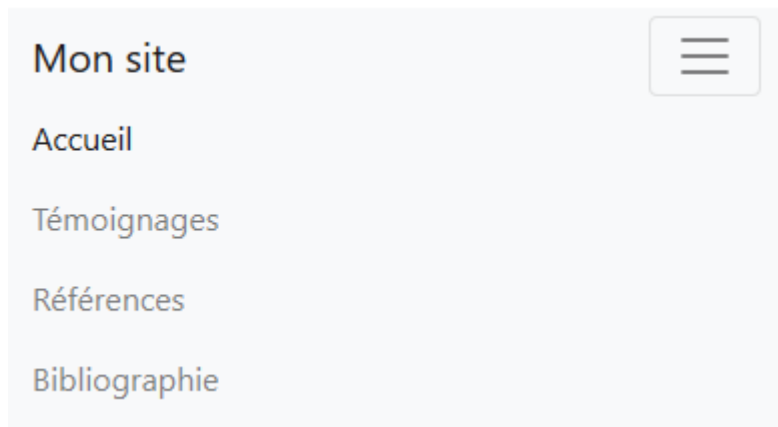 Mon site
Accueil
Témoignages
Références
Bibliographie